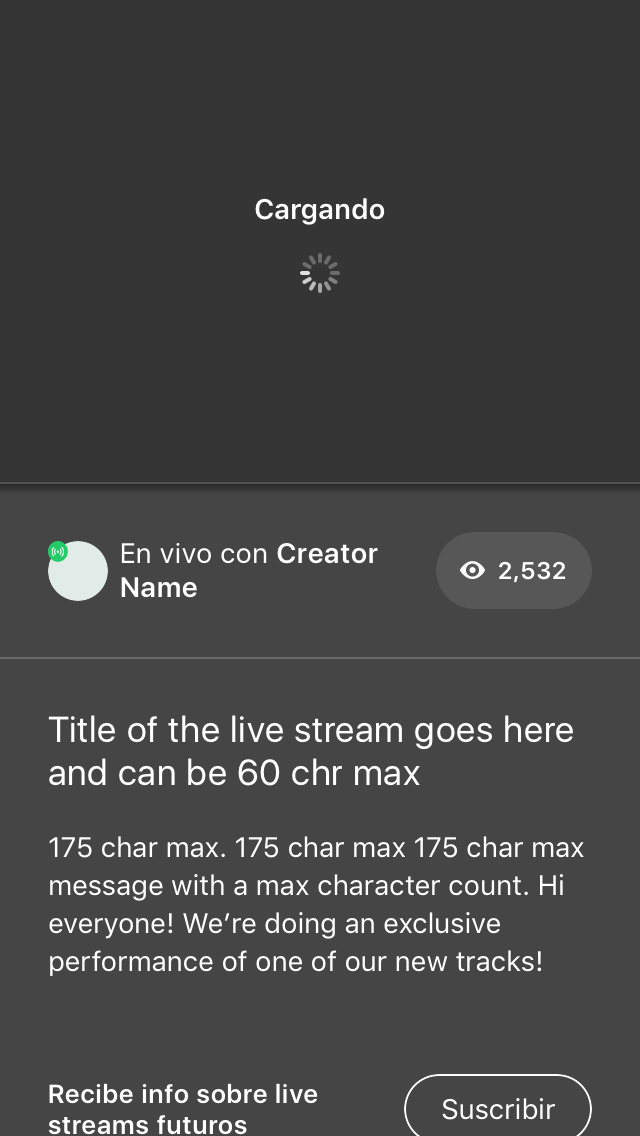 Cargando
En vivo con Creator
Name
2,532
Title of the live stream goes here
and can be 60 chr max
175 char max. 175 char max 175 char max
message with a max character count. Hi
everyone! We’re doing an exclusive
performance of one of our new tracks!
Recibe info sobre live
streams futuros
Suscribir